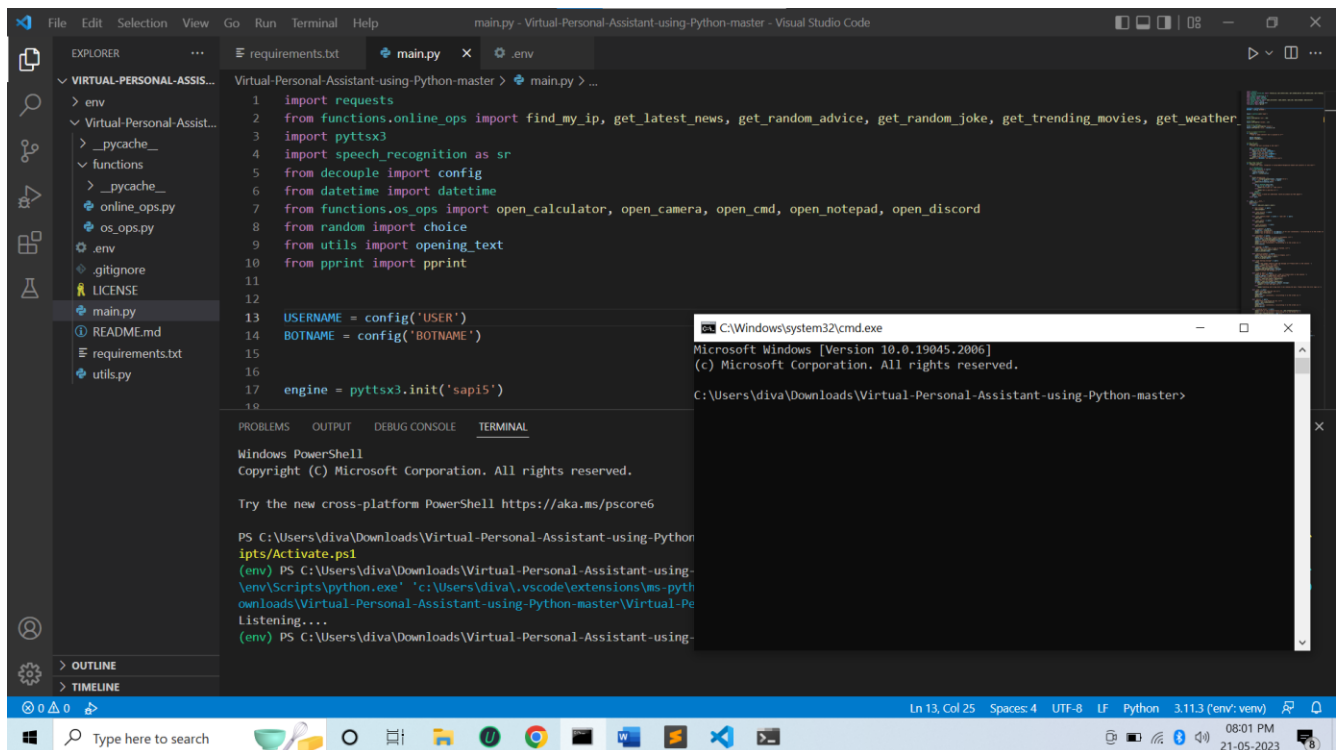 File Edit Selection View Go Run Terminal Help main.py - Virtual-Personal-Assistant-using-Python-master - Visual Studio Code
EXPLORER
requirements.txt main.py .env
VIRTUAL-PERSONAL-ASSIS...
env
Virtual-Personal-Assist...
__pycache__
functions
__pycache__
online_ops.py
os_ops.py
.env
.gitignore
LICENSE
main.py
README.md
requirements.txt
utils.py
OUTLINE
TIMELINE
Virtual-Personal-Assistant-using-Python-master > main.py > ...
1 import requests
2 from functions.online_ops import find_my_ip, get_latest_news, get_random_advice, get_random_joke, get_trending_movies, get_weather_
3 import pyttsx3
4 import speech_recognition as sr
5 from decouple import config
6 from datetime import datetime
7 from functions.os_ops import open_calculator, open_camera, open_cmd, open_notepad, open_discord
8 from random import choice
9 from utils import opening_text
10 from pprint import pprint
11
12
13 USERNAME = config('USER')
14 BOTNAME = config('BOTNAME')
15
16
17 engine = pyttsx3.init('sapi5')
18
PROBLEMS OUTPUT DEBUG CONSOLE TERMINAL
Windows PowerShell
Copyright (C) Microsoft Corporation. All rights reserved.
Try the new cross-platform PowerShell https://aka.ms/pscore6
PS C:\Users\diva\Downloads\Virtual-Personal-Assistant-using-Python
ipts/Activate.ps1
(env) PS C:\Users\diva\Downloads\Virtual-Personal-Assistant-using-
\env\Scripts\python.exe' 'c:\Users\diva\.vscode\extensions\ms-pyth
ownloads\Virtual-Personal-Assistant-using-Python-master\Virtual-Pe
Listening....
(env) PS C:\Users\diva\Downloads\Virtual-Personal-Assistant-using-
C:\Windows\system32\cmd.exe
Microsoft Windows [Version 10.0.19045.2006]
(c) Microsoft Corporation. All rights reserved.
C:\Users\diva\Downloads\Virtual-Personal-Assistant-using-Python-master>
0 0 Ln 13, Col 25 Spaces: 4 UTF-8 LF Python 3.11.3 ('env': venv)
Type here to search
08:01 PM
21-05-2023
8